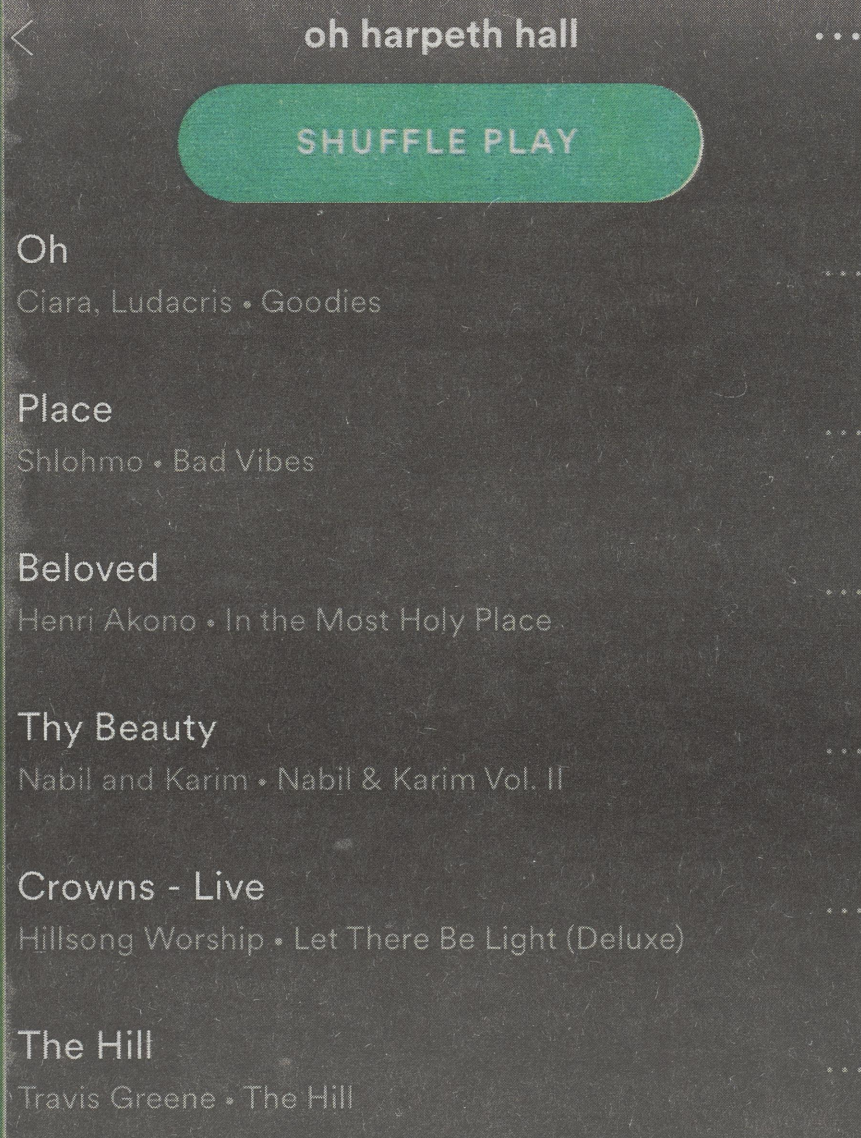 oh harpeth hall
SHUFFLE PLAY
Oh
Ciara, Ludacris • Goodies
Place
Shlohmo • Bad Vibes
Beloved
Henri Akono • In the Most Holy Place
Thy Beauty
Nabil and Karim • Nabil & Karim Vol. II
Crowns - Live
Hillsong Worship • Let There Be Light (Deluxe)
The Hill
Travis Greene • The Hill